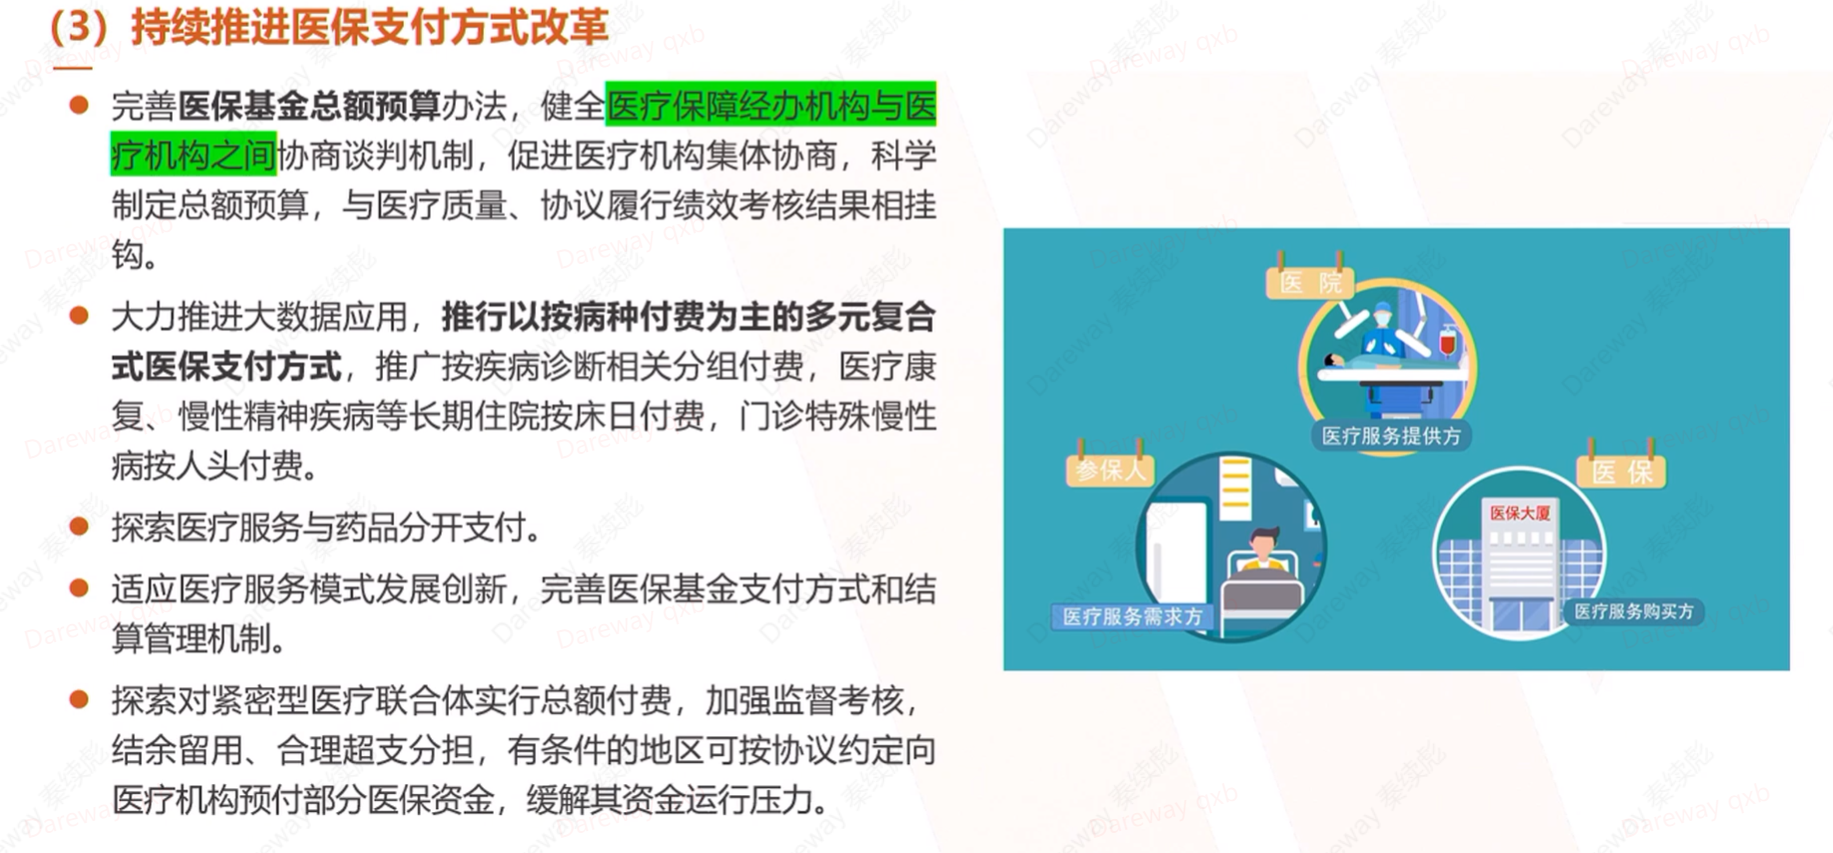 （3）持续推进医保支付方式改革
完善医保基金总额预算办法，健全医疗保障经办机构与医
疗机构之间协商谈判机制，促进医疗机构集体协商，科学
制定总额预算，与医疗质量、协议履行绩效考核结果相挂
钩。
大力推进大数据应用，推行以按病种付费为主的多元复合
式医保支付方式，推广按疾病诊断相关分组付费，医疗康
复、慢性精神疾病等长期住院按床日付费，门诊特殊慢性
病按人头付费。
探索医疗服务与药品分开支付。
适应医疗服务模式发展创新，完善医保基金支付方式和结
算管理机制。
探索对紧密型医疗联合体实行总额付费，加强监督考核，
结余留用、合理超支分担，有条件的地区可按协议约定向
医疗机构预付部分医保资金，缓解其资金运行压力。
医 院
医疗服务提供方
参保人
医疗服务需求方
医 保
医保大厦
医疗服务购买方
Dareway 秦续彪
Dareway qxb